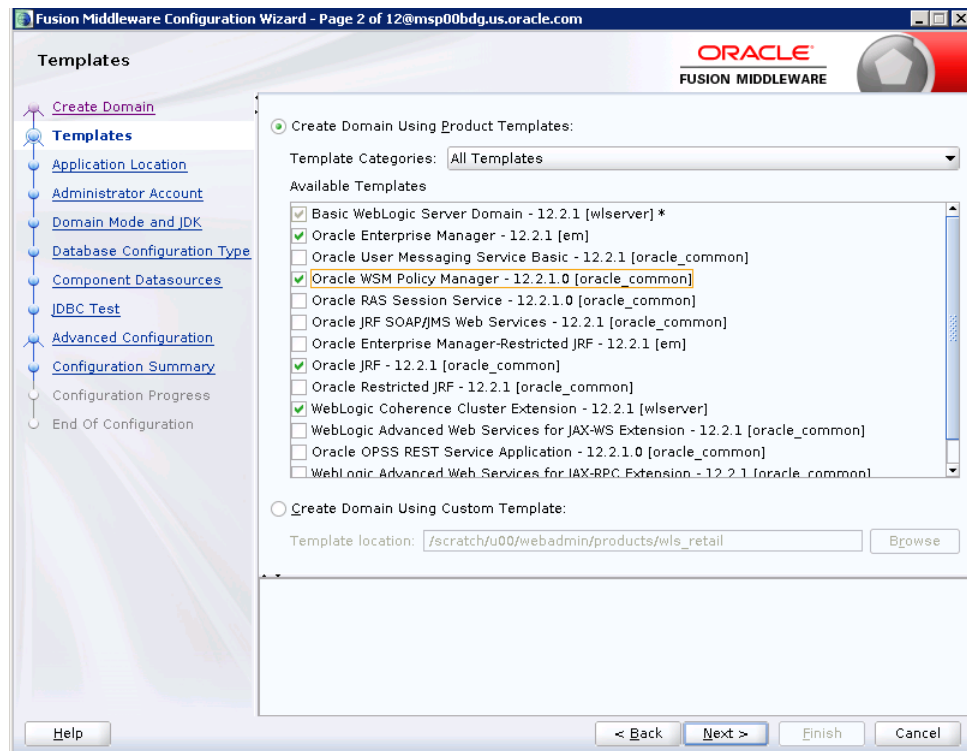 Fusion Middleware Configuration Wizard - Page 2 of 12@msp00bdg.us.oracle.com
Templates
ORACLE
FUSION MIDDLEWARE
Create Domain
Templates
Application Location
Administrator Account
Domain Mode and JDK
Database Configuration Type
Component Datasources
JDBC Test
Advanced Configuration
Configuration Summary
Configuration Progress
End Of Configuration
Create Domain Using Product Templates:
Template Categories: All Templates
Available Templates
Basic WebLogic Server Domain - 12.2.1 [wlserver] *
Oracle Enterprise Manager - 12.2.1 [em]
Oracle User Messaging Service Basic - 12.2.1 [oracle_common]
Oracle WSM Policy Manager - 12.2.1.0 [oracle_common]
Oracle RAS Session Service - 12.2.1.0 [oracle_common]
Oracle JRF SOAP/JMS Web Services - 12.2.1 [oracle_common]
Oracle Enterprise Manager-Restricted JRF - 12.2.1 [em]
Oracle JRF - 12.2.1 [oracle_common]
Oracle Restricted JRF - 12.2.1 [oracle_common]
WebLogic Coherence Cluster Extension - 12.2.1 [wlserver]
WebLogic Advanced Web Services for JAX-WS Extension - 12.2.1 [oracle_common]
Oracle OPSS REST Service Application - 12.2.1.0 [oracle_common]
WebLogic Advanced Web Services for JAX-RPC Extension - 12.2.1 [oracle_common]
Create Domain Using Custom Template:
Template location: /scratch/u00/webadmin/products/wls_retail
Browse
Help
< Back
Next >
Finish
Cancel